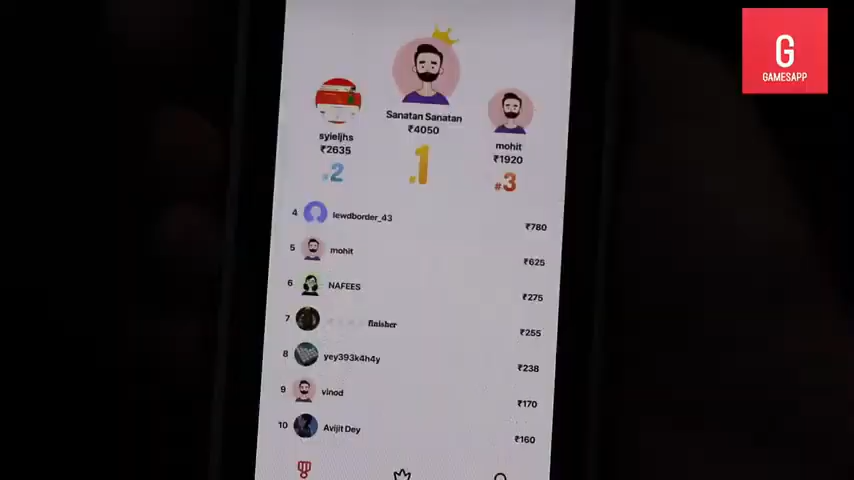 G
GAMESAPP
Sanatan Sanatan
₹4050
.1
syieljhs
₹2635
.2
mohit
₹1920
#3
4 lewdborder_43 ₹780
5 mohit ₹625
6 NAFEES ₹275
7 finisher ₹255
8 yey393k4h4y ₹238
9 vinod ₹170
10 Avijit Dey ₹160